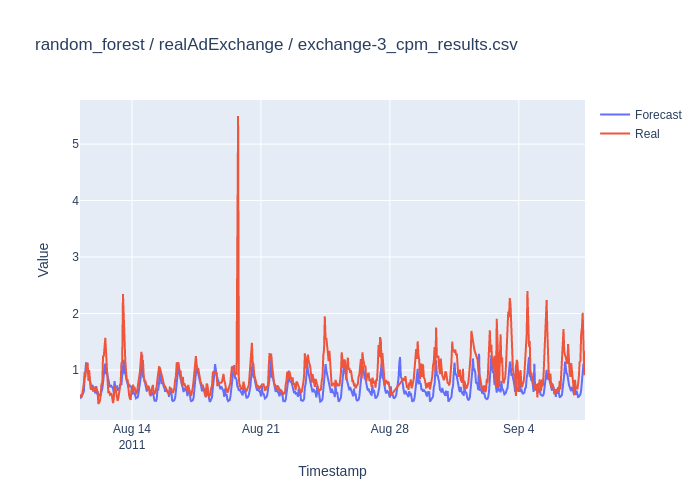 random_forest / realAdExchange / exchange-3_cpm_results.csv
Forecast
Real
5
4
3
2
1
Value
Aug 14
2011
Aug 21
Aug 28
Sep 4
Timestamp